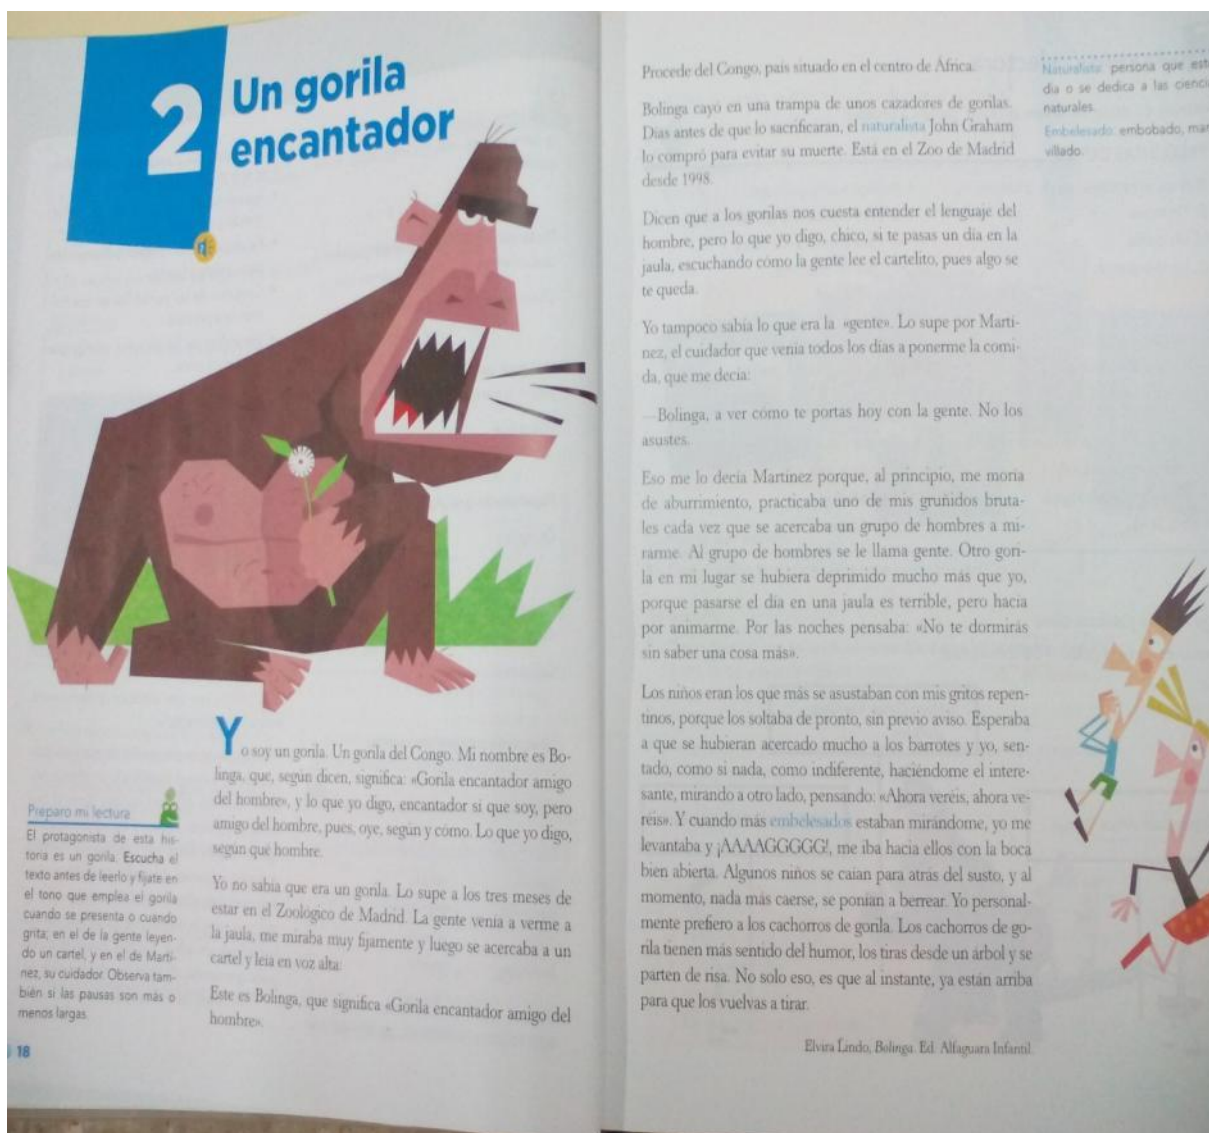 2
Un gorila
encantador
Yo soy un gorila. Un gorila del Congo. Mi nombre es Bo-
linga, que, según dicen, significa: «Gorila encantador amigo
del hombre», y lo que yo digo, encantador sí que soy, pero
amigo del hombre, pues, oye, según y cómo. Lo que yo digo,
según qué hombre.
Yo no sabía que era un gorila. Lo supe a los tres meses de
estar en el Zoológico de Madrid. La gente venía a verme a
la jaula, me miraba muy fijamente y luego se acercaba a un
cartel y leía en voz alta:
Este es Bolinga, que significa «Gorila encantador amigo del
hombre».
Preparo mi lectura
El protagonista de esta his-
toria es un gorila. Escucha el
texto antes de leerlo y fíjate en
el tono que emplea el gorila
cuando se presenta o cuando
grita; en el de la gente leyen-
do un cartel, y en el de Martí-
nez, su cuidador. Observa tam-
bién si las pausas son más o
menos largas.
18
Procede del Congo, país situado en el centro de África.
Bolinga cayó en una trampa de unos cazadores de gorilas.
Días antes de que lo sacrificaran, el naturalista John Graham
lo compró para evitar su muerte. Está en el Zoo de Madrid
desde 1998.
Dicen que a los gorilas nos cuesta entender el lenguaje del
hombre, pero lo que yo digo, chico, si te pasas un día en la
jaula, escuchando cómo la gente lee el cartelito, pues algo se
te queda.
Yo tampoco sabía lo que era la «gente». Lo supe por Martí-
nez, el cuidador que venía todos los días a ponerme la comi-
da, que me decía:
—Bolinga, a ver cómo te portas hoy con la gente. No los
asustes.
Eso me lo decía Martínez porque, al principio, me moría
de aburrimiento, practicaba uno de mis gruñidos bruta-
les cada vez que se acercaba un grupo de hombres a mi-
rarme. Al grupo de hombres se le llama gente. Otro gori-
la en mi lugar se hubiera deprimido mucho más que yo,
porque pasarse el día en una jaula es terrible, pero hacía
por animarme. Por las noches pensaba: «No te dormirás
sin saber una cosa más».
Los niños eran los que más se asustaban con mis gritos repen-
tinos, porque los soltaba de pronto, sin previo aviso. Esperaba
a que se hubieran acercado mucho a los barrotes y yo, sen-
tado, como si nada, como indiferente, haciéndome el intere-
sante, mirando a otro lado, pensando: «Ahora veréis, ahora ve-
réis». Y cuando más embelesados estaban mirándome, yo me
levantaba y ¡AAAAGGGGG!, me iba hacia ellos con la boca
bien abierta. Algunos niños se caían para atrás del susto, y al
momento, nada más caerse, se ponían a berrear. Yo personal-
mente prefiero a los cachorros de gorila. Los cachorros de go-
rila tienen más sentido del humor, los tiras desde un árbol y se
parten de risa. No solo eso, es que al instante, ya están arriba
para que los vuelvas a tirar.
Elvira Lindo, Bolinga. Ed. Alfaguara Infantil.
Naturalista: persona que est
dia o se dedica a las cienci
naturales.
Embelesado: embobado, mar
villado.